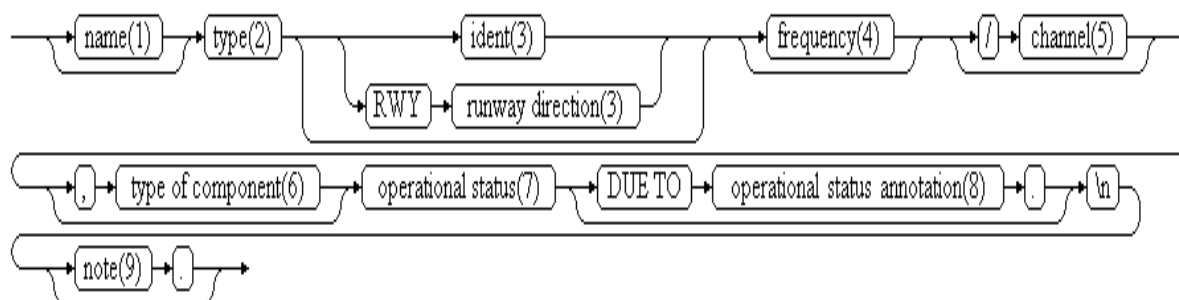 name(1) type(2) ident(3) frequency(4) / channel(5)
RWY runway direction(3)
, type of component(6) operational status(7) DUE TO operational status annotation(8) . \n
note(9) .